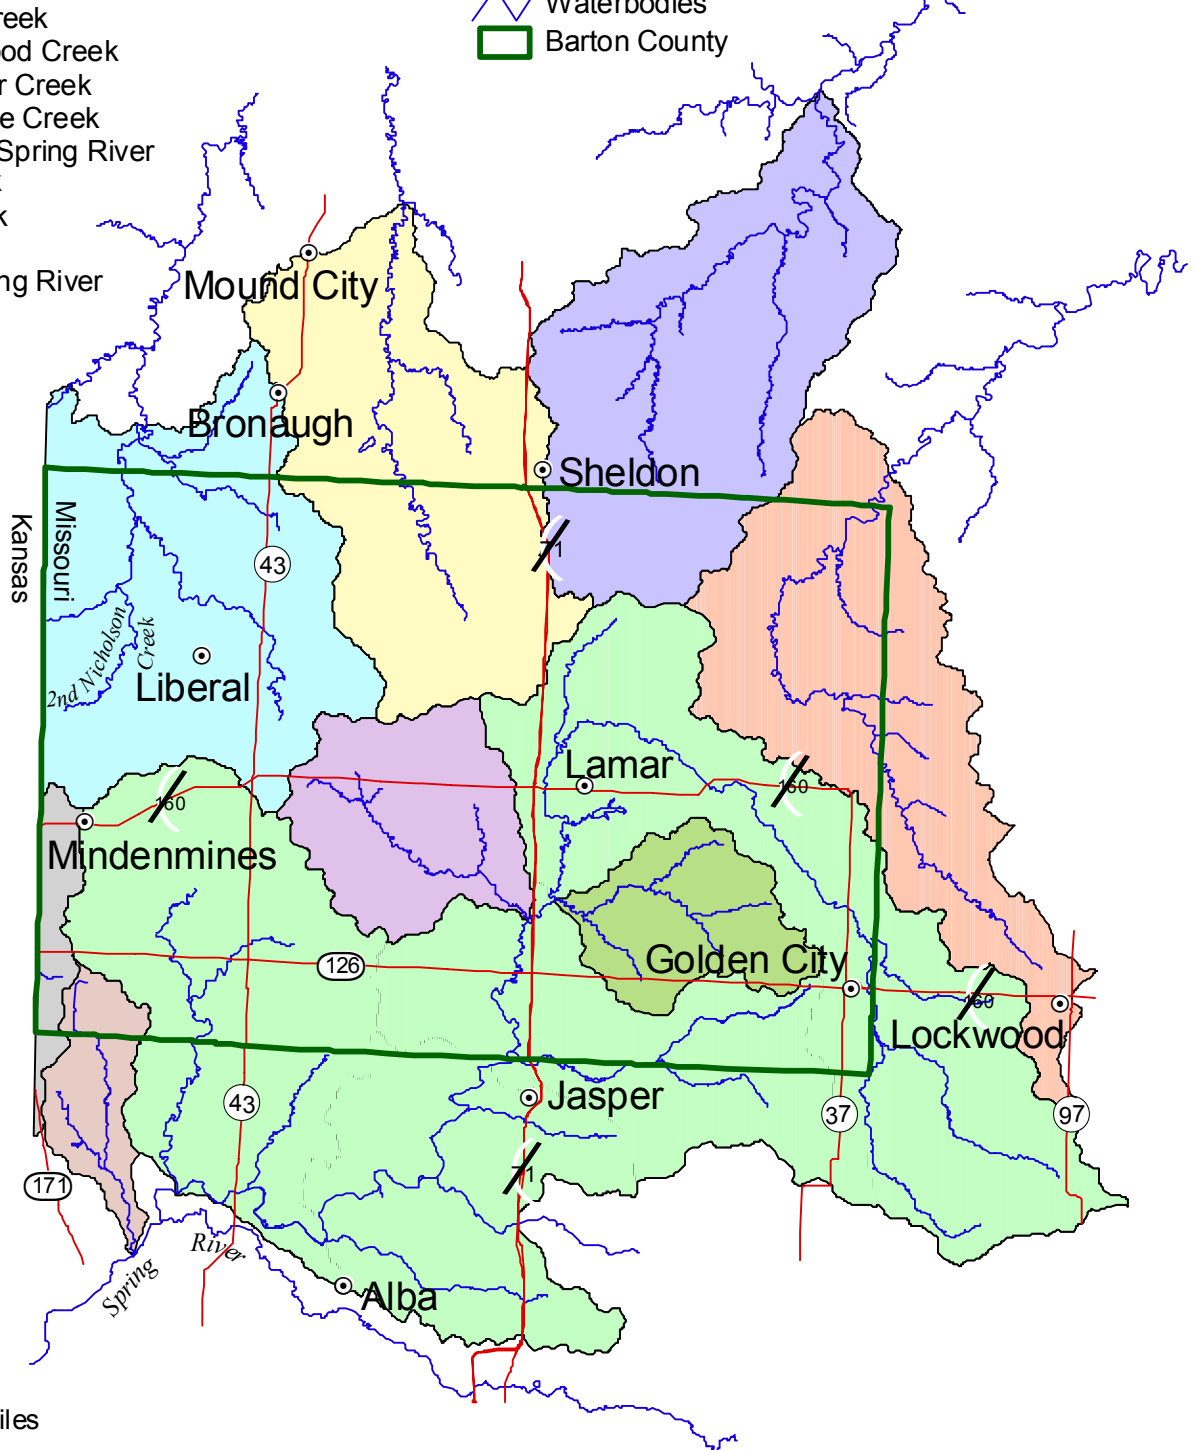 Waterbodies
reek
Barton County
od Creek
r Creek
e Creek
Spring River
k
ng River
Mound City
Bronaugh
Sheldon
Kansas
Missouri
71
43
2nd Nicholson
Creek
Liberal
Lamar
160
160
Mindenmines
126
Golden City
160
Lockwood
43
Jasper
37
97
71
171
River
Spring
Alba
iles